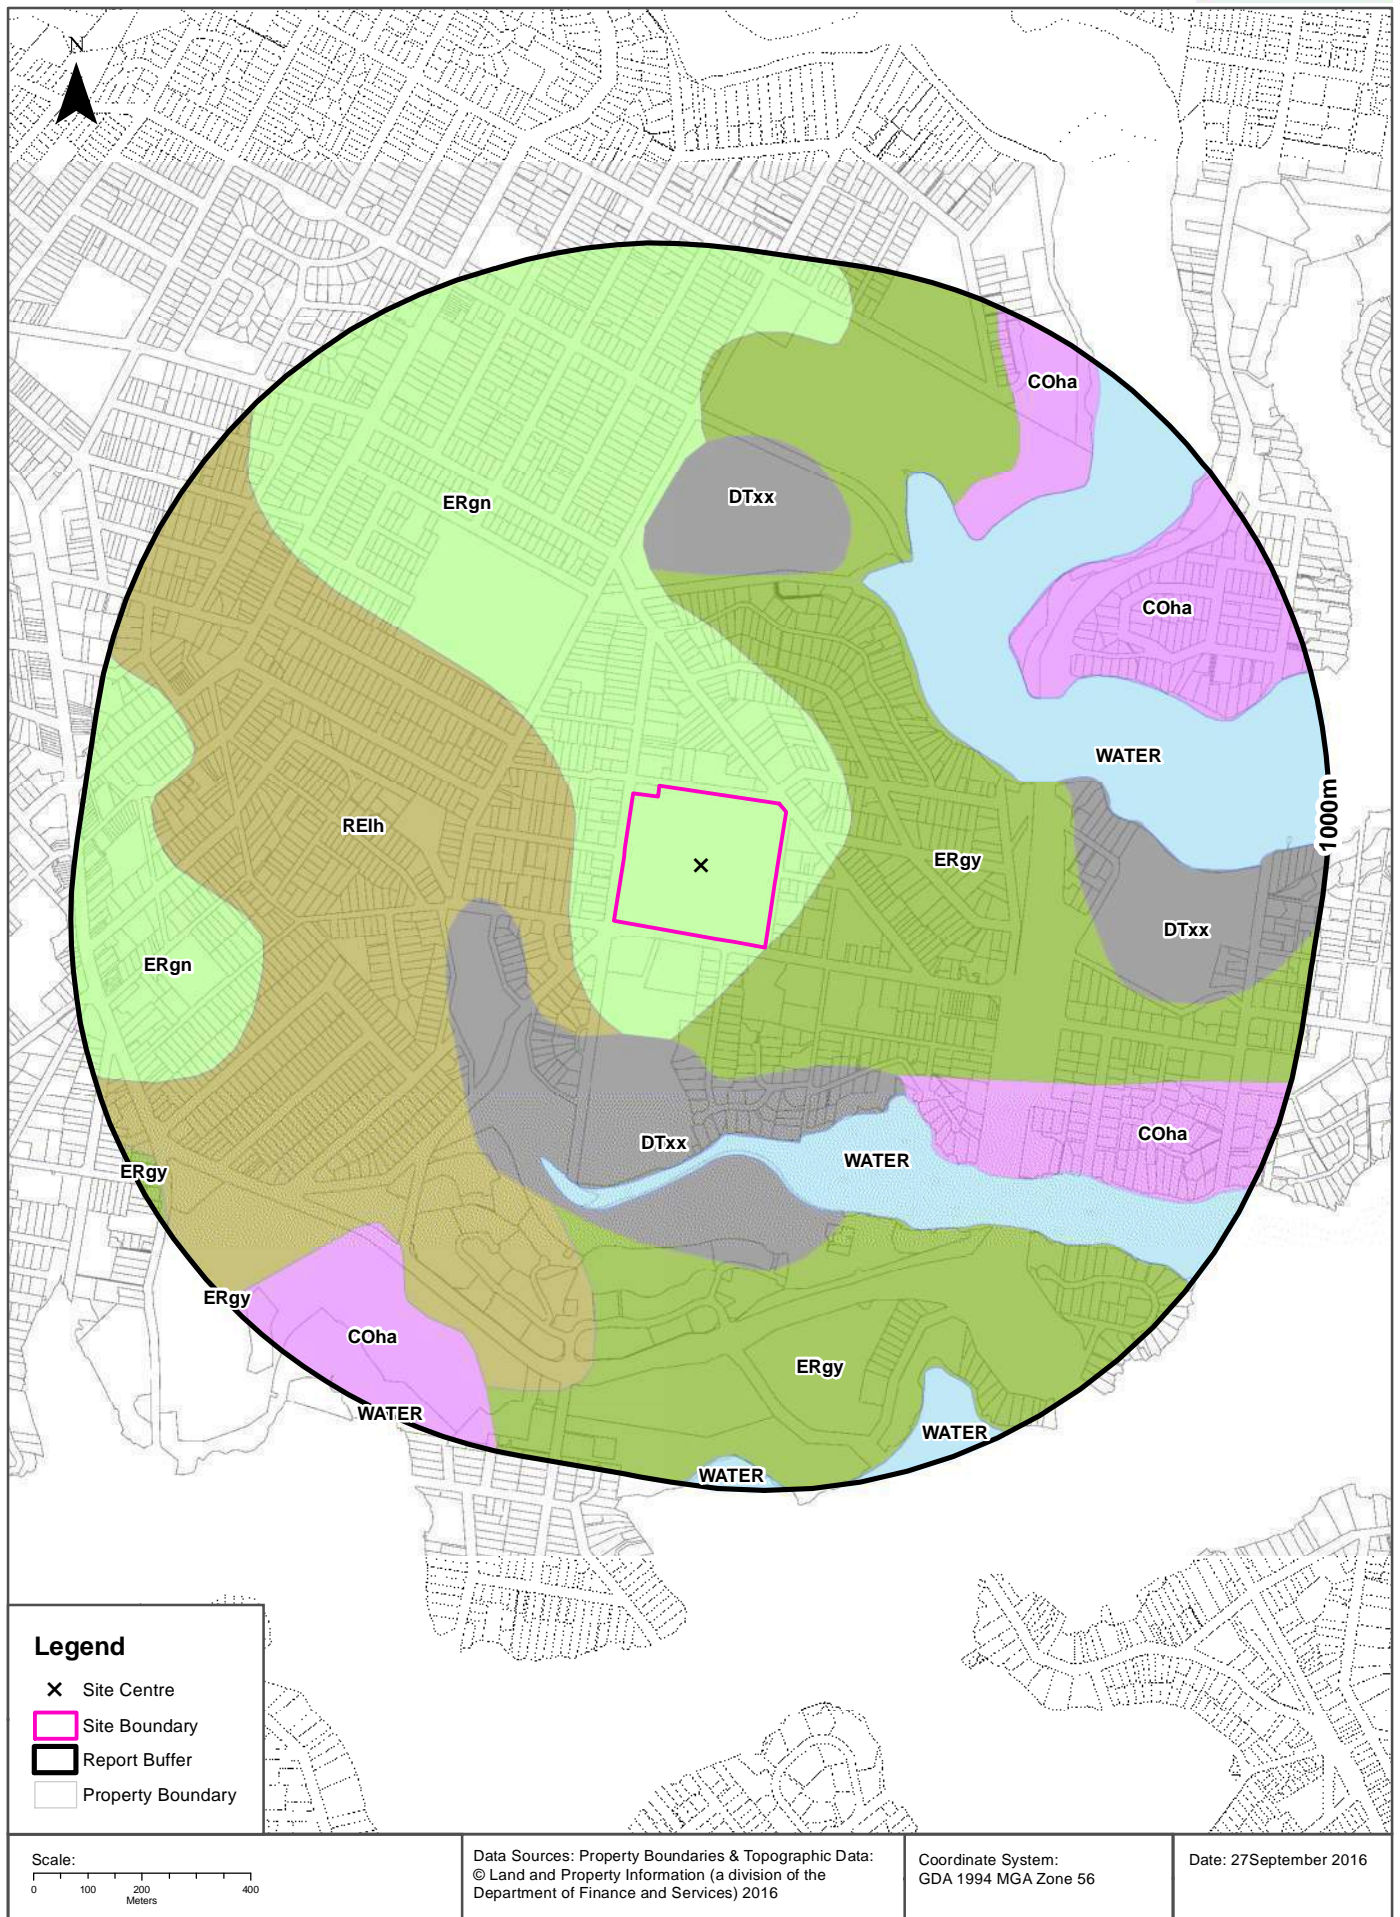 N
COha
ERgn
DTxx
COha
WATER
1000m
RElh
ERgy
DTxx
ERgn
COha
DTxx
WATER
ERgy
ERgy
COha
ERgy
WATER
WATER
WATER
Legend
Site Centre
Site Boundary
Report Buffer
Property Boundary
Scale:
0 100 200 400
Meters
Data Sources: Property Boundaries & Topographic Data:
© Land and Property Information (a division of the
Department of Finance and Services) 2016
Coordinate System:
GDA 1994 MGA Zone 56
Date: 27September 2016